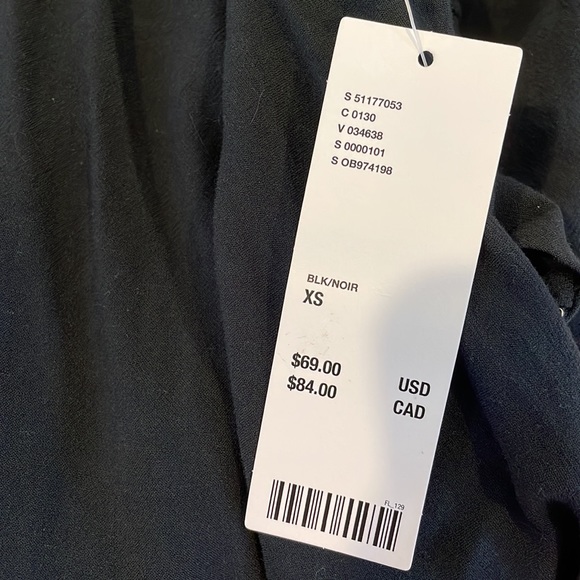 S 51177053
C 0130
V 034638
S 0000101
S OB974198
BLK/NOIR
XS
$69.00 USD
$84.00 CAD
FL_129